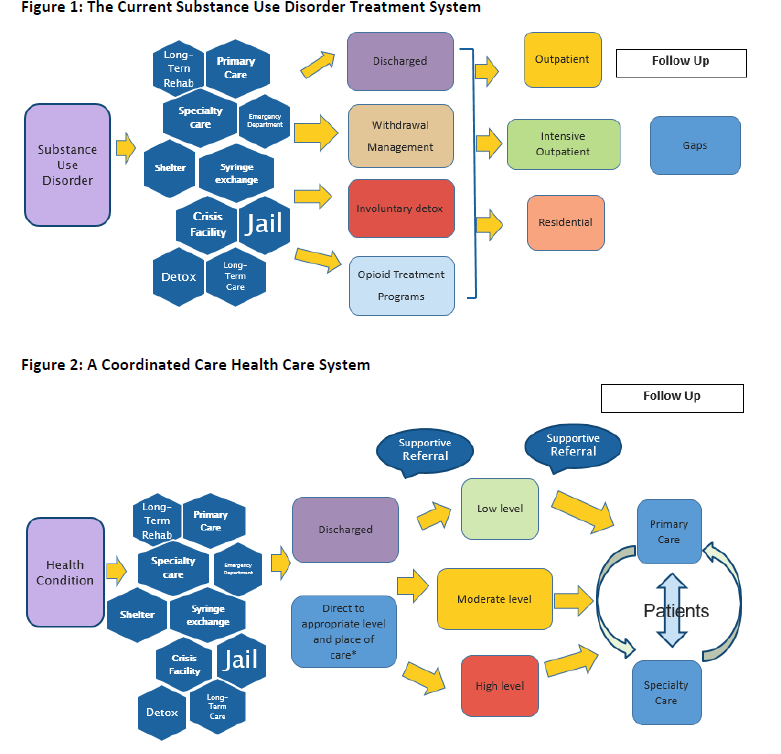 Figure 1: The Current Substance Use Disorder Treatment System
Substance
Use
Disorder
Long-
Tern
Rehab
Primary
Care
Specialty
care
Emergency
Department
Shelter
Syringe
exchange
Crisis
Facility
Jail
Detox
Long-
Term
Care
Discharged
Withdrawal
Management
Involuntary detox
Opioid Treatment
Programs
Outpatient
Intensive
Outpatient
Residential
Follow Up
Gaps
Figure 2: A Coordinated Care Health Care System
Health
Condition
Long-
Term
Rehab
Primary
Care
Specialty
care
Emergency
Department
Shelter
Syringe
exchange
Crisis
Facility
Jail
Detox
Long-
Term
Care
Discharged
Direct to
appropriate level
and place of
care*
Supportive
Referral
Low level
Moderate level
High level
Supportive
Referral
Follow Up
Primary
Care
Patients
Specialty
Care